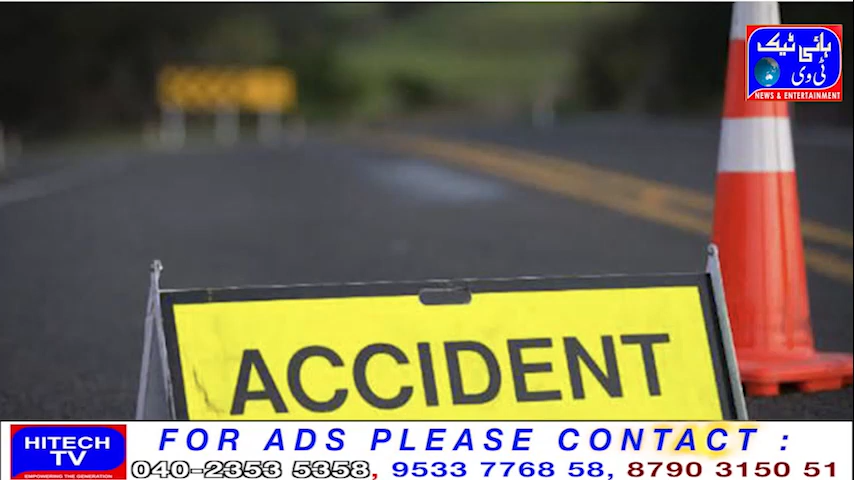 ہائی ٹیک
ٹی وی
NEWS & ENTERTAINMENT
ACCIDENT
HITECH
TV
EMPOWERING THE GENERATION
FOR ADS PLEASE CONTACT :
040-2353 5358, 9533 7768 58, 8790 3150 51